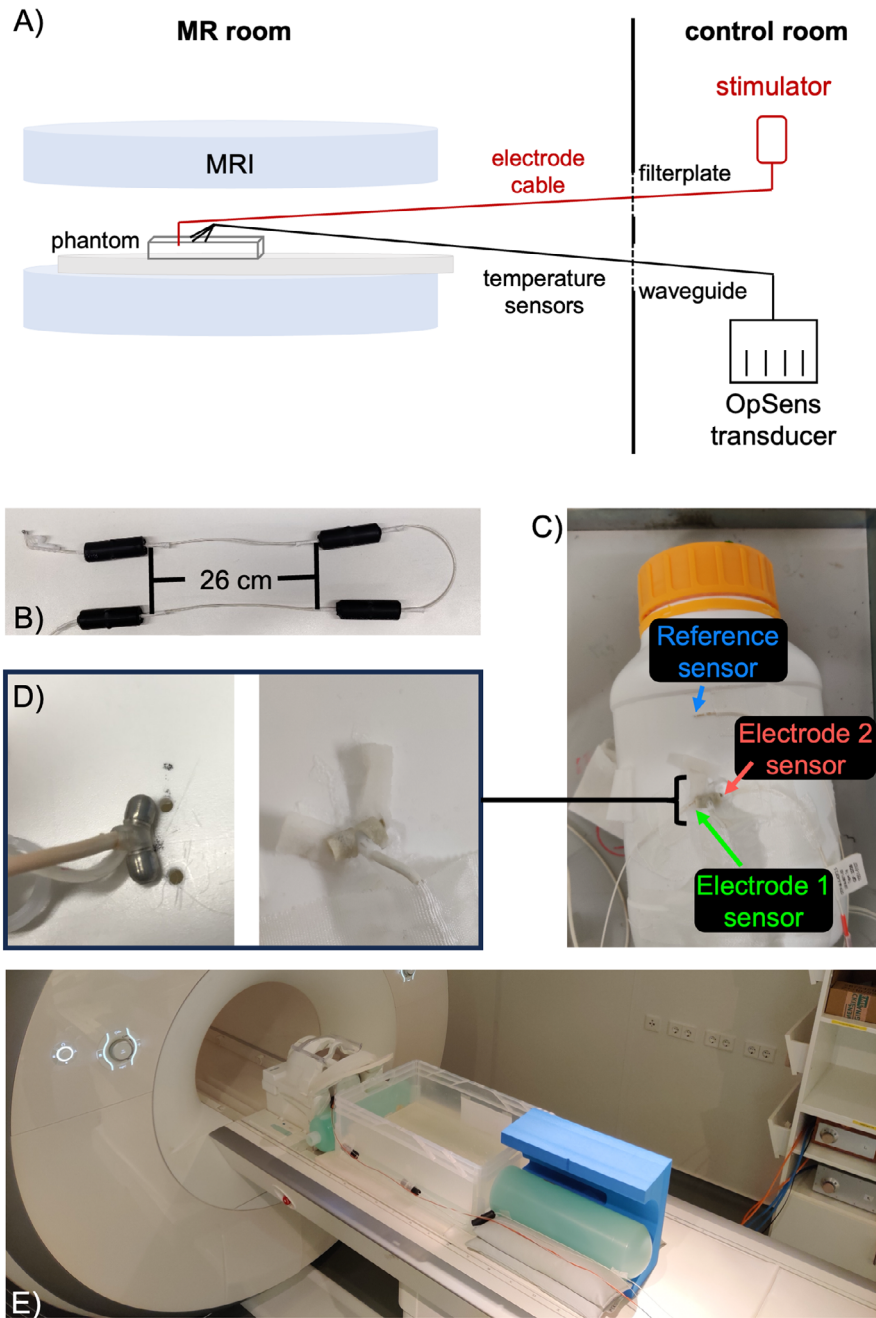 A)
MR room
control room
stimulator
MRI
electrode
cable
filterplate
phantom
temperature
sensors
waveguide
OpSens
transducer
B)
26 cm
C)
Reference
sensor
Electrode 2
sensor
Electrode 1
sensor
D)
E)